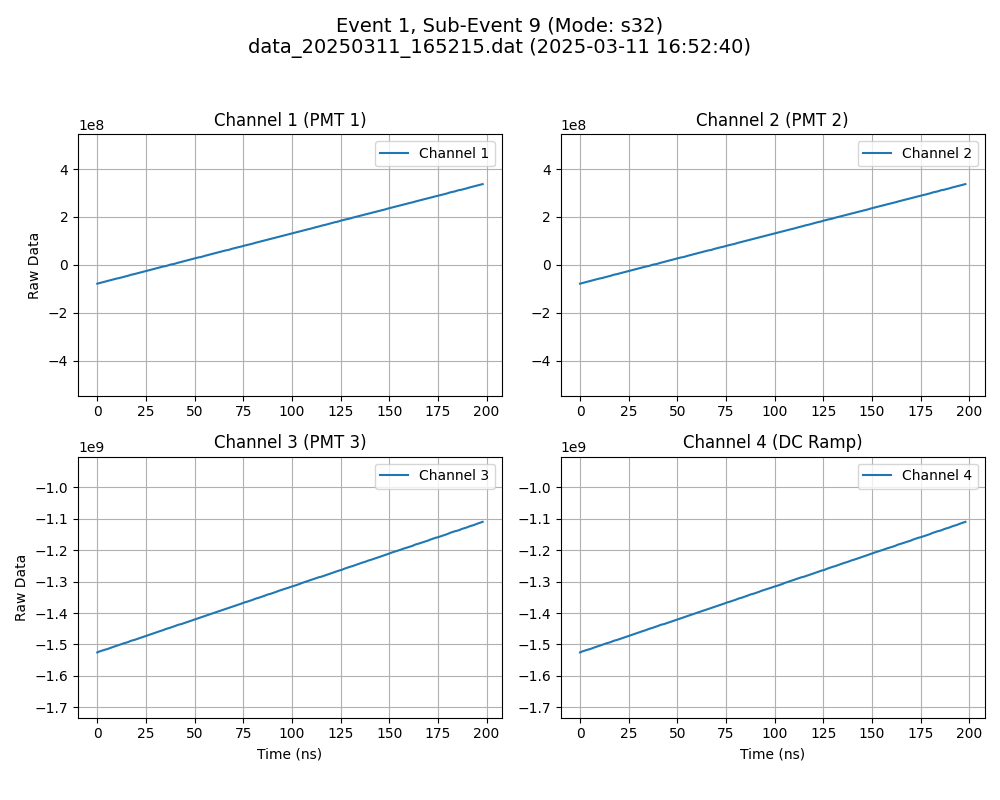 Event 1, Sub-Event 9 (Mode: s32)
data_20250311_165215.dat (2025-03-11 16:52:40)
Channel 1 (PMT 1)
1e8
Channel 1
4
2
0
−2
−4
Raw Data
0 25 50 75 100 125 150 175 200
Channel 2 (PMT 2)
1e8
Channel 2
4
2
0
−2
−4
0 25 50 75 100 125 150 175 200
Channel 3 (PMT 3)
1e9
Channel 3
−1.0
−1.1
−1.2
−1.3
−1.4
−1.5
−1.6
−1.7
Raw Data
0 25 50 75 100 125 150 175 200
Time (ns)
Channel 4 (DC Ramp)
1e9
Channel 4
−1.0
−1.1
−1.2
−1.3
−1.4
−1.5
−1.6
−1.7
0 25 50 75 100 125 150 175 200
Time (ns)